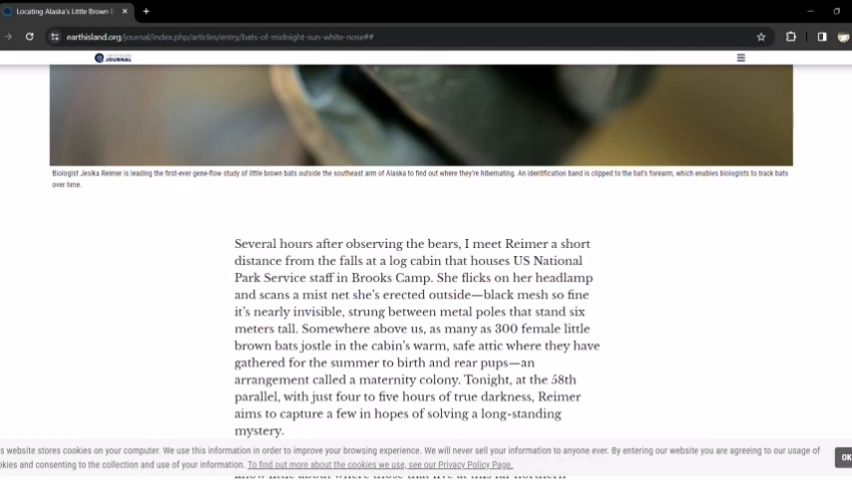 Locating Alaska's Little Brown
earthisland.org/journal/index.php/articles/entry/bats-of-midnight-sun-white-nose##
JOURNAL
Biologist Jesika Reimer is leading the first-ever gene-flow study of little brown bats outside the southeast arm of Alaska to find out where they're hibernating. An identification band is clipped to the bat's forearm, which enables biologists to track bats
over time.
Several hours after observing the bears, I meet Reimer a short
distance from the falls at a log cabin that houses US National
Park Service staff in Brooks Camp. She flicks on her headlamp
and scans a mist net she's erected outside—black mesh so fine
it's nearly invisible, strung between metal poles that stand six
meters tall. Somewhere above us, as many as 300 female little
brown bats jostle in the cabin's warm, safe attic where they have
gathered for the summer to birth and rear pups—an
arrangement called a maternity colony. Tonight, at the 58th
parallel, with just four to five hours of true darkness, Reimer
aims to capture a few in hopes of solving a long-standing
mystery.
s website stores cookies on your computer. We use this information in order to improve your browsing experience. We will never sell your information to anyone ever. By entering our website you are agreeing to our usage of
okies and consenting to the collection and use of your information. To find out more about the cookies we use, see our Privacy Policy Page.
OK